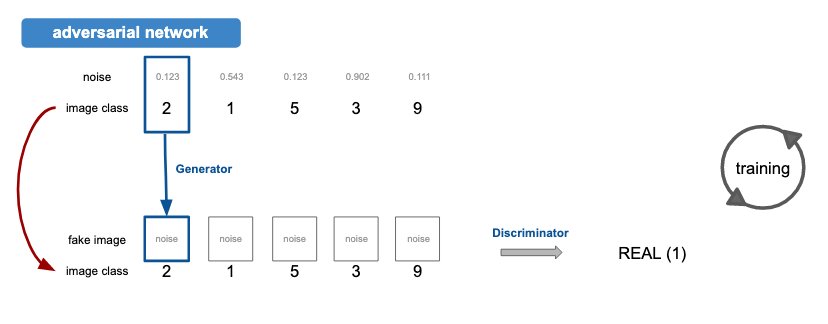 adversarial network
noise 0.123 0.543 0.123 0.902 0.111
image class 2 1 5 3 9
training
Generator
fake image noise noise noise noise noise
Discriminator
REAL (1)
image class 2 1 5 3 9